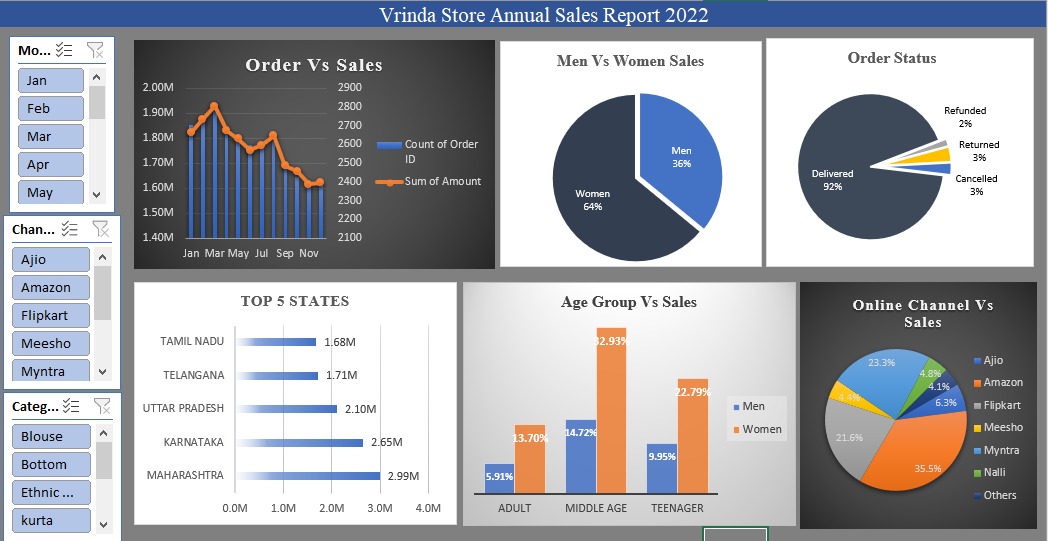 Vrinda Store Annual Sales Report 2022
Mo...
Jan
Feb
Mar
Apr
May
Chan...
Ajio
Amazon
Flipkart
Meesho
Myntra
Categ...
Blouse
Bottom
Ethnic ...
kurta
Order Vs Sales
2.00M
1.90M
1.80M
1.70M
1.60M
1.50M
1.40M
2900
2800
2700
2600
2500
2400
2300
2200
2100
Jan Mar May Jul Sep Nov
Count of Order
ID
Sum of Amount
Men Vs Women Sales
Men
36%
Women
64%
Order Status
Refunded
2%
Returned
3%
Cancelled
3%
Delivered
92%
TOP 5 STATES
TAMIL NADU 1.68M
TELANGANA 1.71M
UTTAR PRADESH 2.10M
KARNATAKA 2.65M
MAHARASHTRA 2.99M
0.0M 1.0M 2.0M 3.0M 4.0M
Age Group Vs Sales
5.91%
13.70%
14.72%
32.93%
9.95%
22.79%
ADULT MIDDLE AGE TEENAGER
Men
Women
Online Channel Vs
Sales
23.3%
4.8%
4.1%
6.3%
4.4%
21.6%
35.5%
Ajio
Amazon
Flipkart
Meesho
Myntra
Nalli
Others